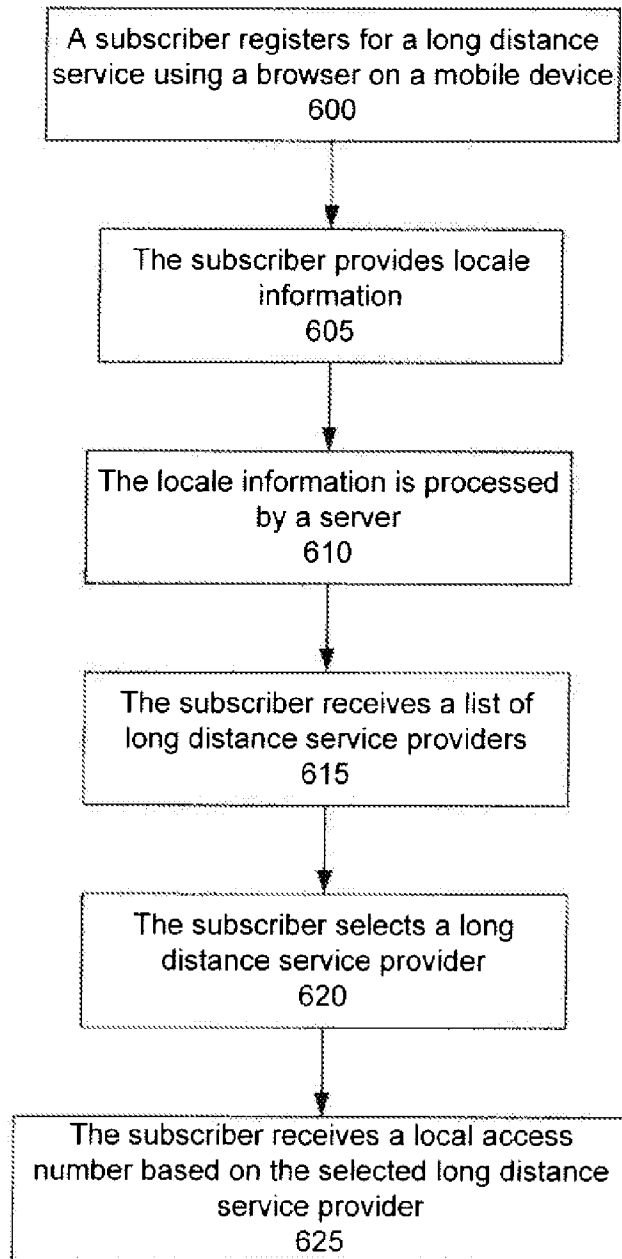 A subscriber registers for a long distance
service using a browser on a mobile device
600
The subscriber provides locale
information
605
The locale information is processed
by a server
610
The subscriber receives a list of
long distance service providers
615
The subscriber selects a long
distance service provider
620
The subscriber receives a local access
number based on the selected long distance
service provider
625